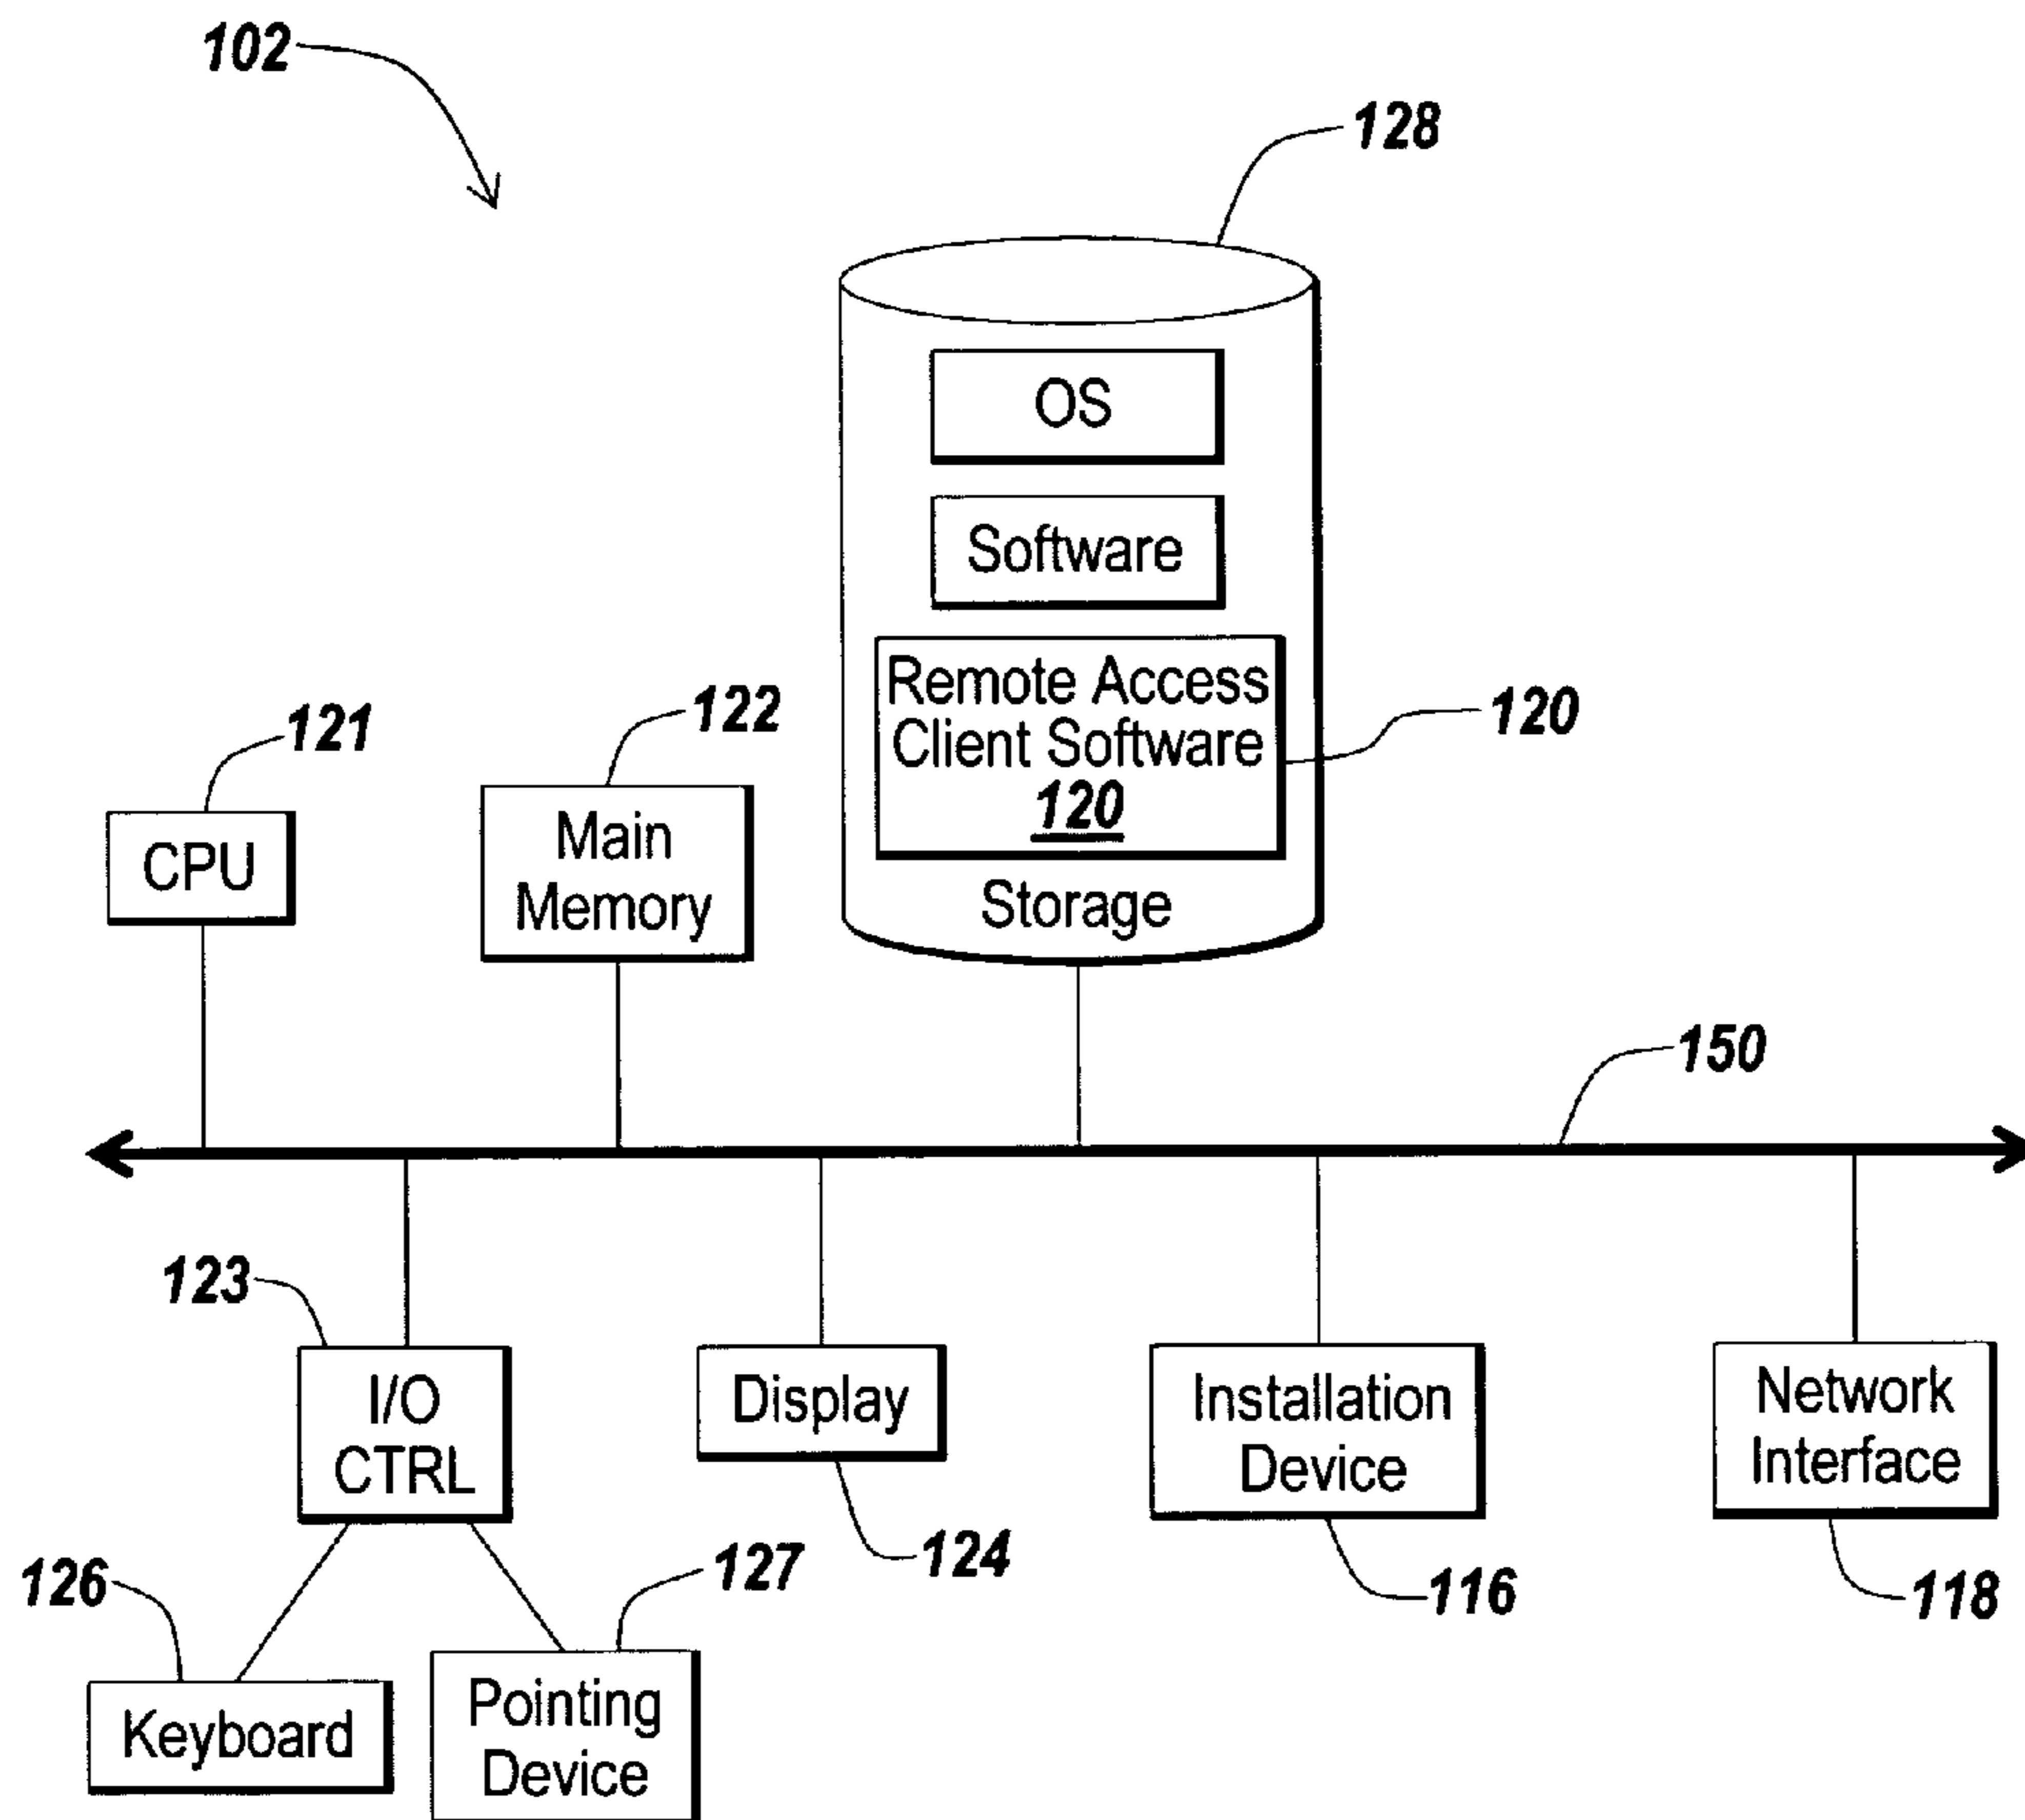 102
128
OS
Software
Remote Access
Client Software
120
120
Storage
121
CPU
122
Main
Memory
150
123
I/O
CTRL
Display
124
Installation
Device
116
Network
Interface
118
126
Keyboard
127
Pointing
Device